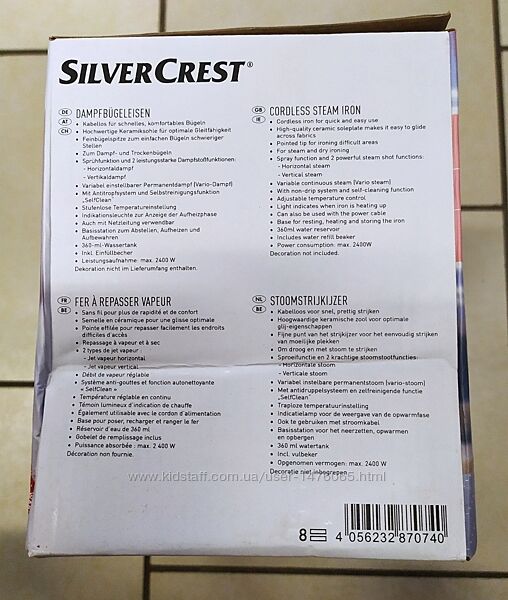 SILVERCREST®
DE AT CH
DAMPFBÜGELEISEN
• Kabellos für schnelles, komfortables Bügeln
• Hochwertige Keramiksohle für optimale Gleitfähigkeit
• Feinbügelspitze zum einfachen Bügeln schwieriger
Stellen
• Zum Dampf- und Trockenbügeln
• Sprühfunktion und 2 leistungsstarke Dampfstoßfunktionen:
- Horizontaldampf
- Vertikaldampf
• Variabel einstellbarer Permanentdampf (Vario-Dampf)
• Mit Antitropfsystem und Selbstreinigungsfunktion
„SelfClean"
• Stufenlose Temperatureinstellung
• Indikationsleuchte zur Anzeige der Aufheizphase
• Auch mit Netzleitung verwendbar
• Basisstation zum Abstellen, Aufheizen und
Aufbewahren
• 360-ml-Wassertank
• Inkl. Einfüllbecher
• Leistungsaufnahme: max. 2400 W
Dekoration nicht im Lieferumfang enthalten.
GB IE
CORDLESS STEAM IRON
• Cordless iron for quick and easy use
• High-quality ceramic soleplate makes it easy to glide
across fabrics
• Pointed tip for ironing difficult areas
• For steam and dry ironing
• Spray function and 2 powerful steam shot functions:
- Horizontal steam
- Vertical steam
• Variable continuous steam (Vario steam)
• With non-drip system and self-cleaning function
• Adjustable temperature control
• Light indicates when iron is heating up
• Can also be used with the power cable
• Base for resting, heating and storing the iron
• 360ml water reservoir
• Includes water refill beaker
• Power consumption: max. 2400W
Decoration not included.
FR BE
FER À REPASSER VAPEUR
• Sans fil pour plus de rapidité et de confort
• Semelle en céramique pour une glisse optimale
• Pointe effilée pour repasser facilement les endroits
difficiles d'accès
• Repassage à vapeur et à sec
• 2 types de jet vapeur :
- Jet vapeur horizontal
- Jet vapeur vertical
• Débit de vapeur réglable
• Système anti-gouttes et fonction autonettoyante
« SelfClean »
• Température réglable en continu
• Témoin lumineux d'indication de chauffe
• Également utilisable avec le cordon d'alimentation
• Base pour poser, recharger et ranger le fer
• Réservoir d'eau de 360 ml
• Gobelet de remplissage inclus
• Puissance absorbée : max. 2 400 W
Décoration non fournie.
NL BE
STOOMSTRIJKIJZER
• Kabelloos voor snel, prettig strijken
• Hoogwaardige keramische zool voor optimale
glij-eigenschappen
• Fijne punt van het strijkijzer voor het eenvoudig strijken
van moeilijke plekken
• Om droog en met stoom te strijken
• Sproeifunctie en 2 krachtige stoomstootfuncties:
- Horizontale stoom
- Verticale stoom
• Variabel instelbare permanentstoom (vario-stoom)
• Met antidruppelsysteem en zelfreinigende functie
„SelfClean"
• Traploze temperatuurinstelling
• Indicatielamp voor de weergave van de opwarmfase
• Ook te gebruiken met stroomkabel
• Basisstation voor het neerzetten, opwarmen
en opbergen
• 360 ml watertank
• Incl. vulbeker
• Opgenomen vermogen: max. 2400 W
Decoratie niet inbegrepen.
www.kidstaff.com.ua/user-1476065.html
8
4 056232 870740